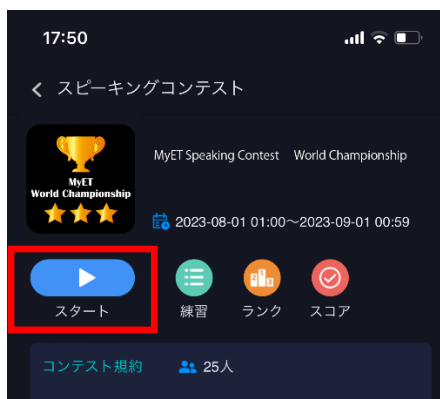 17:50
スピーキングコンテスト
MyET Speaking Contest World Championship
MyET
World Championship
2023-08-01 01:00～2023-09-01 00:59
スタート
練習
ランク
スコア
コンテスト規約
25人